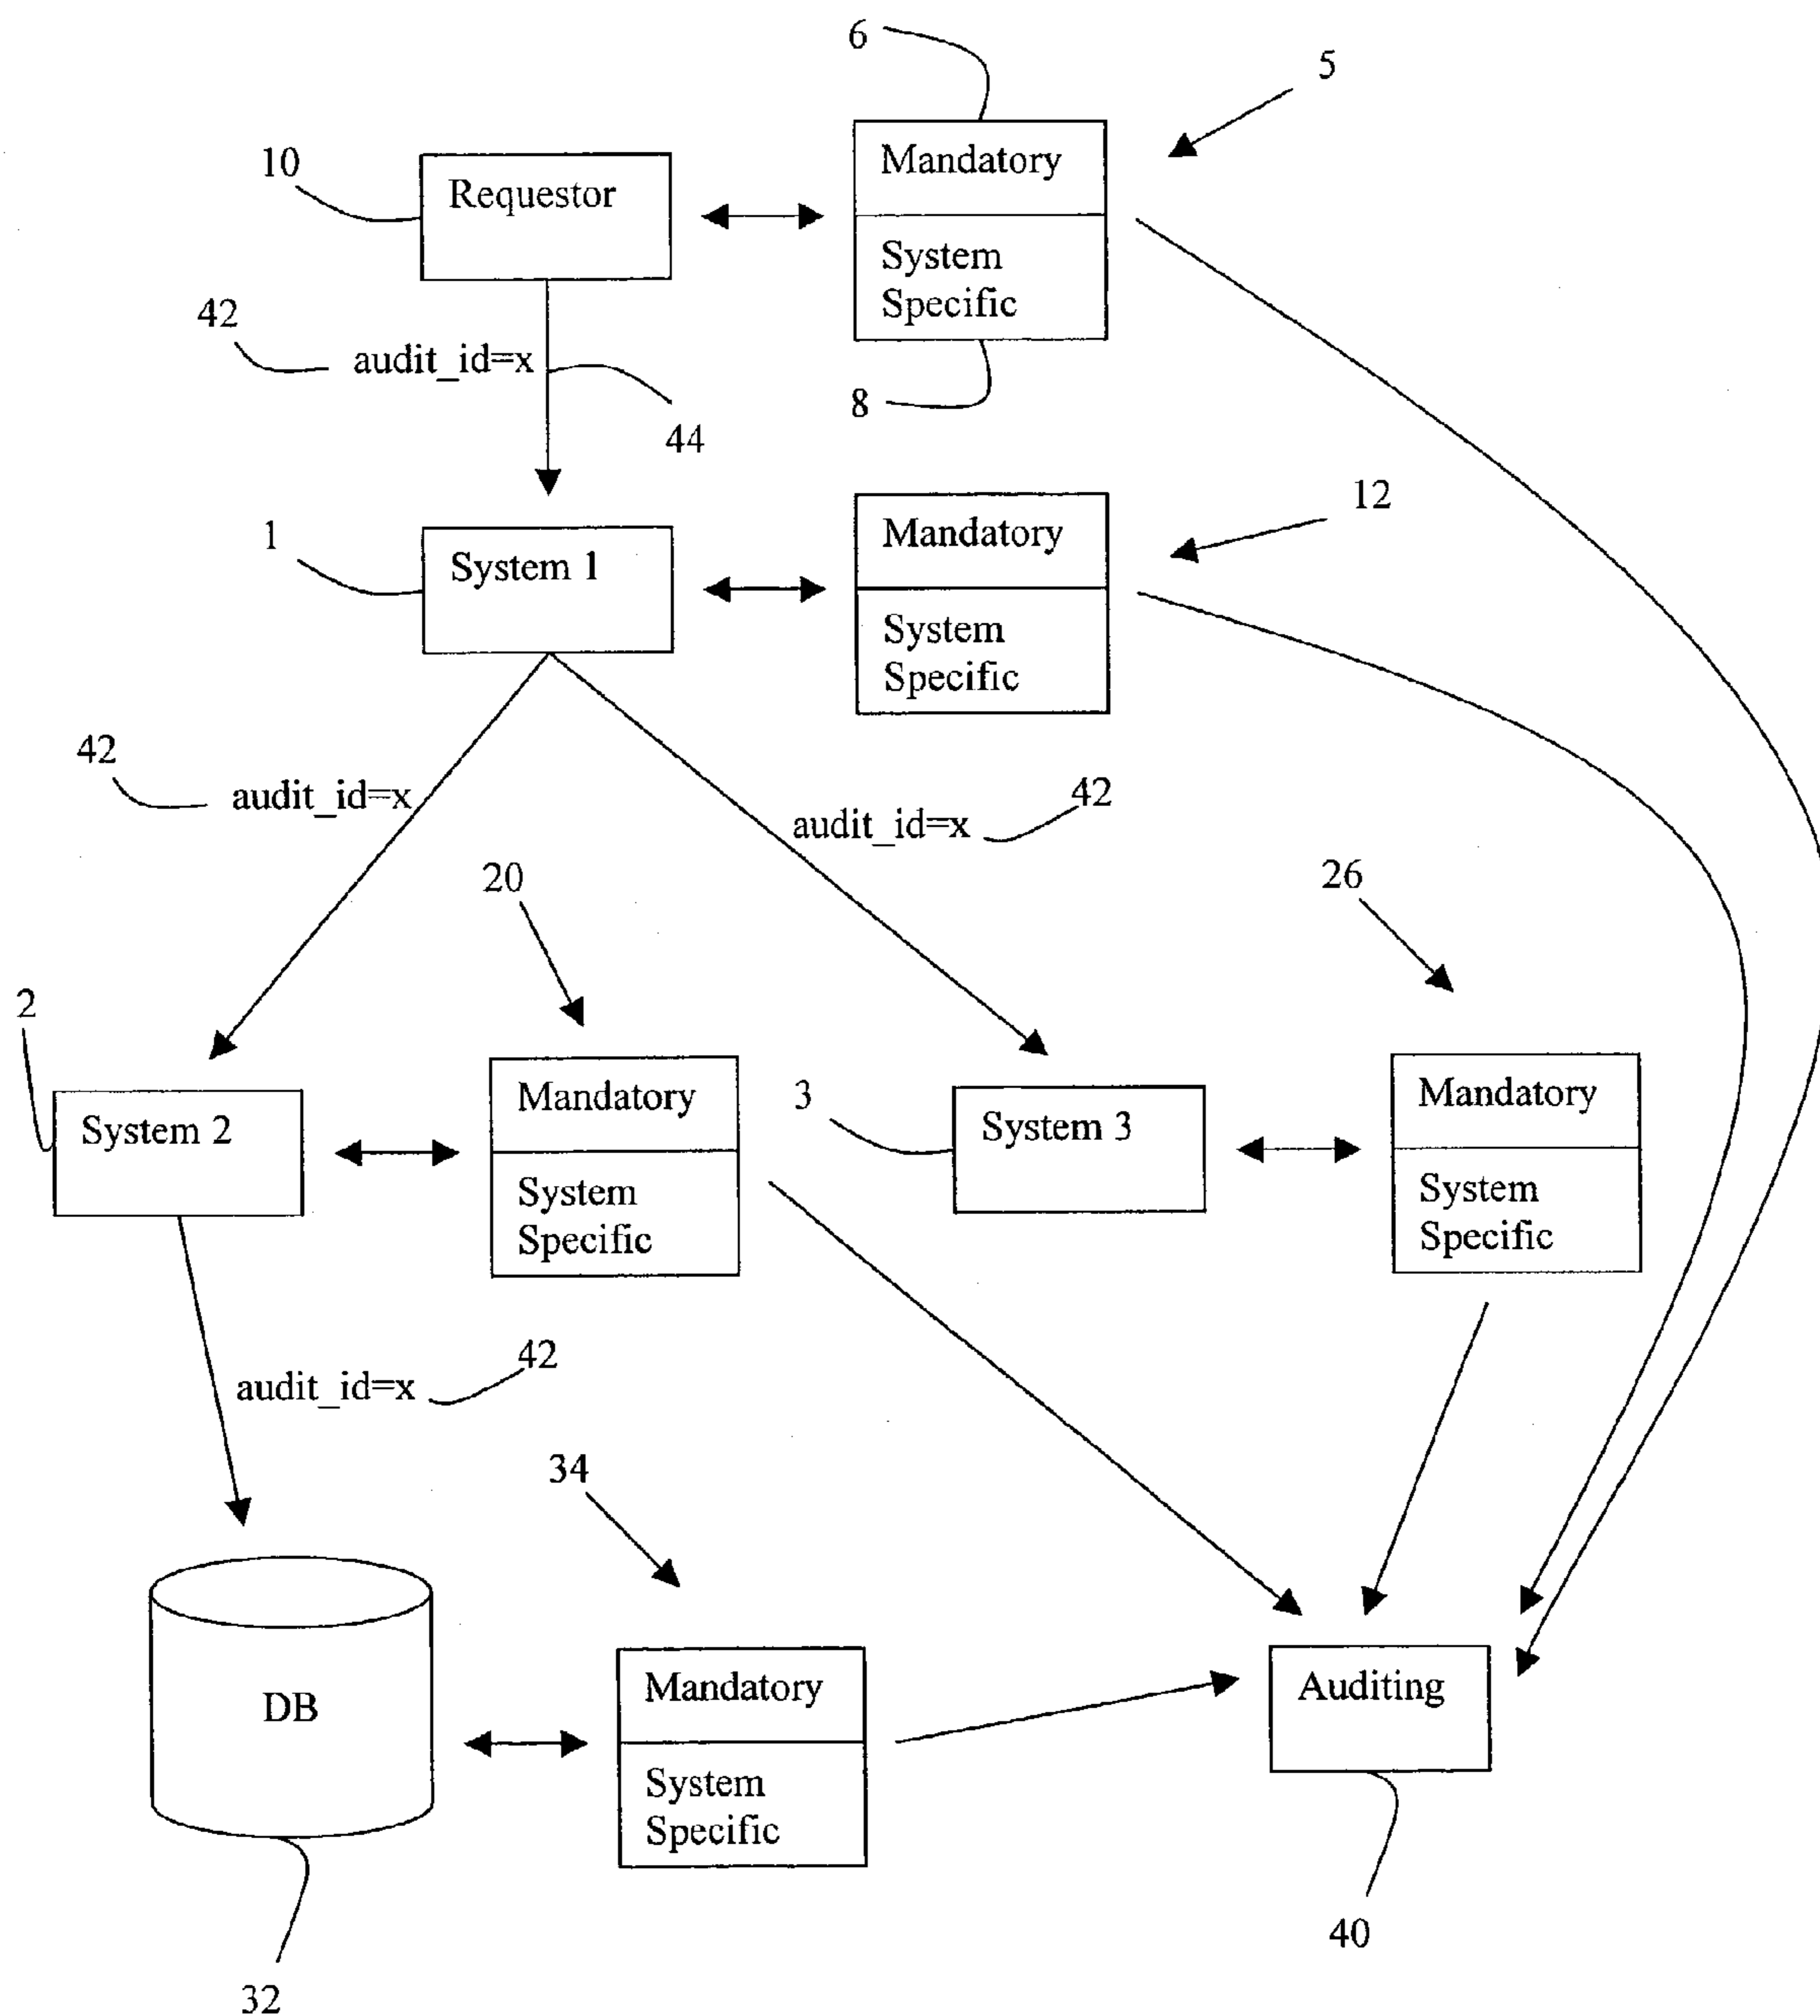 6
5
10
Requestor
Mandatory
System
Specific
42
audit_id=x
8
44
12
1
System 1
Mandatory
System
Specific
42
audit_id=x
42
audit_id=x
20
26
2
System 2
Mandatory
System
Specific
3
System 3
Mandatory
System
Specific
audit_id=x
42
34
DB
Mandatory
System
Specific
Auditing
32
40